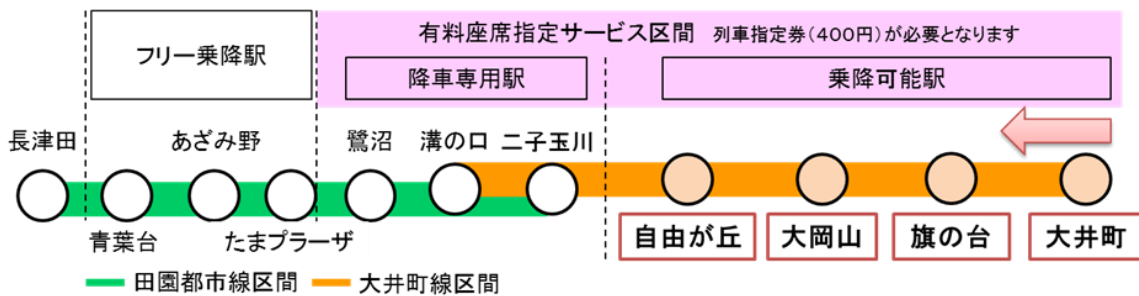 有料座席指定サービス区間 列車指定券(400円)が必要となります
フリー乗降駅
降車専用駅
乗降可能駅
長津田
あざみ野
鷺沼
溝の口
二子玉川
青葉台
たまプラーザ
自由が丘
大岡山
旗の台
大井町
田園都市線区間
大井町線区間